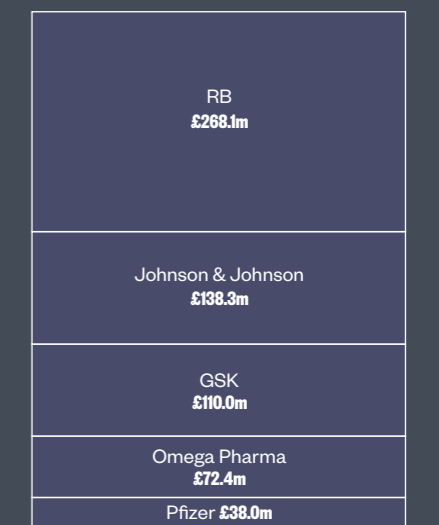 RB
£268.1m
Johnson & Johnson
£138.3m
GSK
£110.0m
Omega Pharma
£72.4m
Pfizer £38.0m